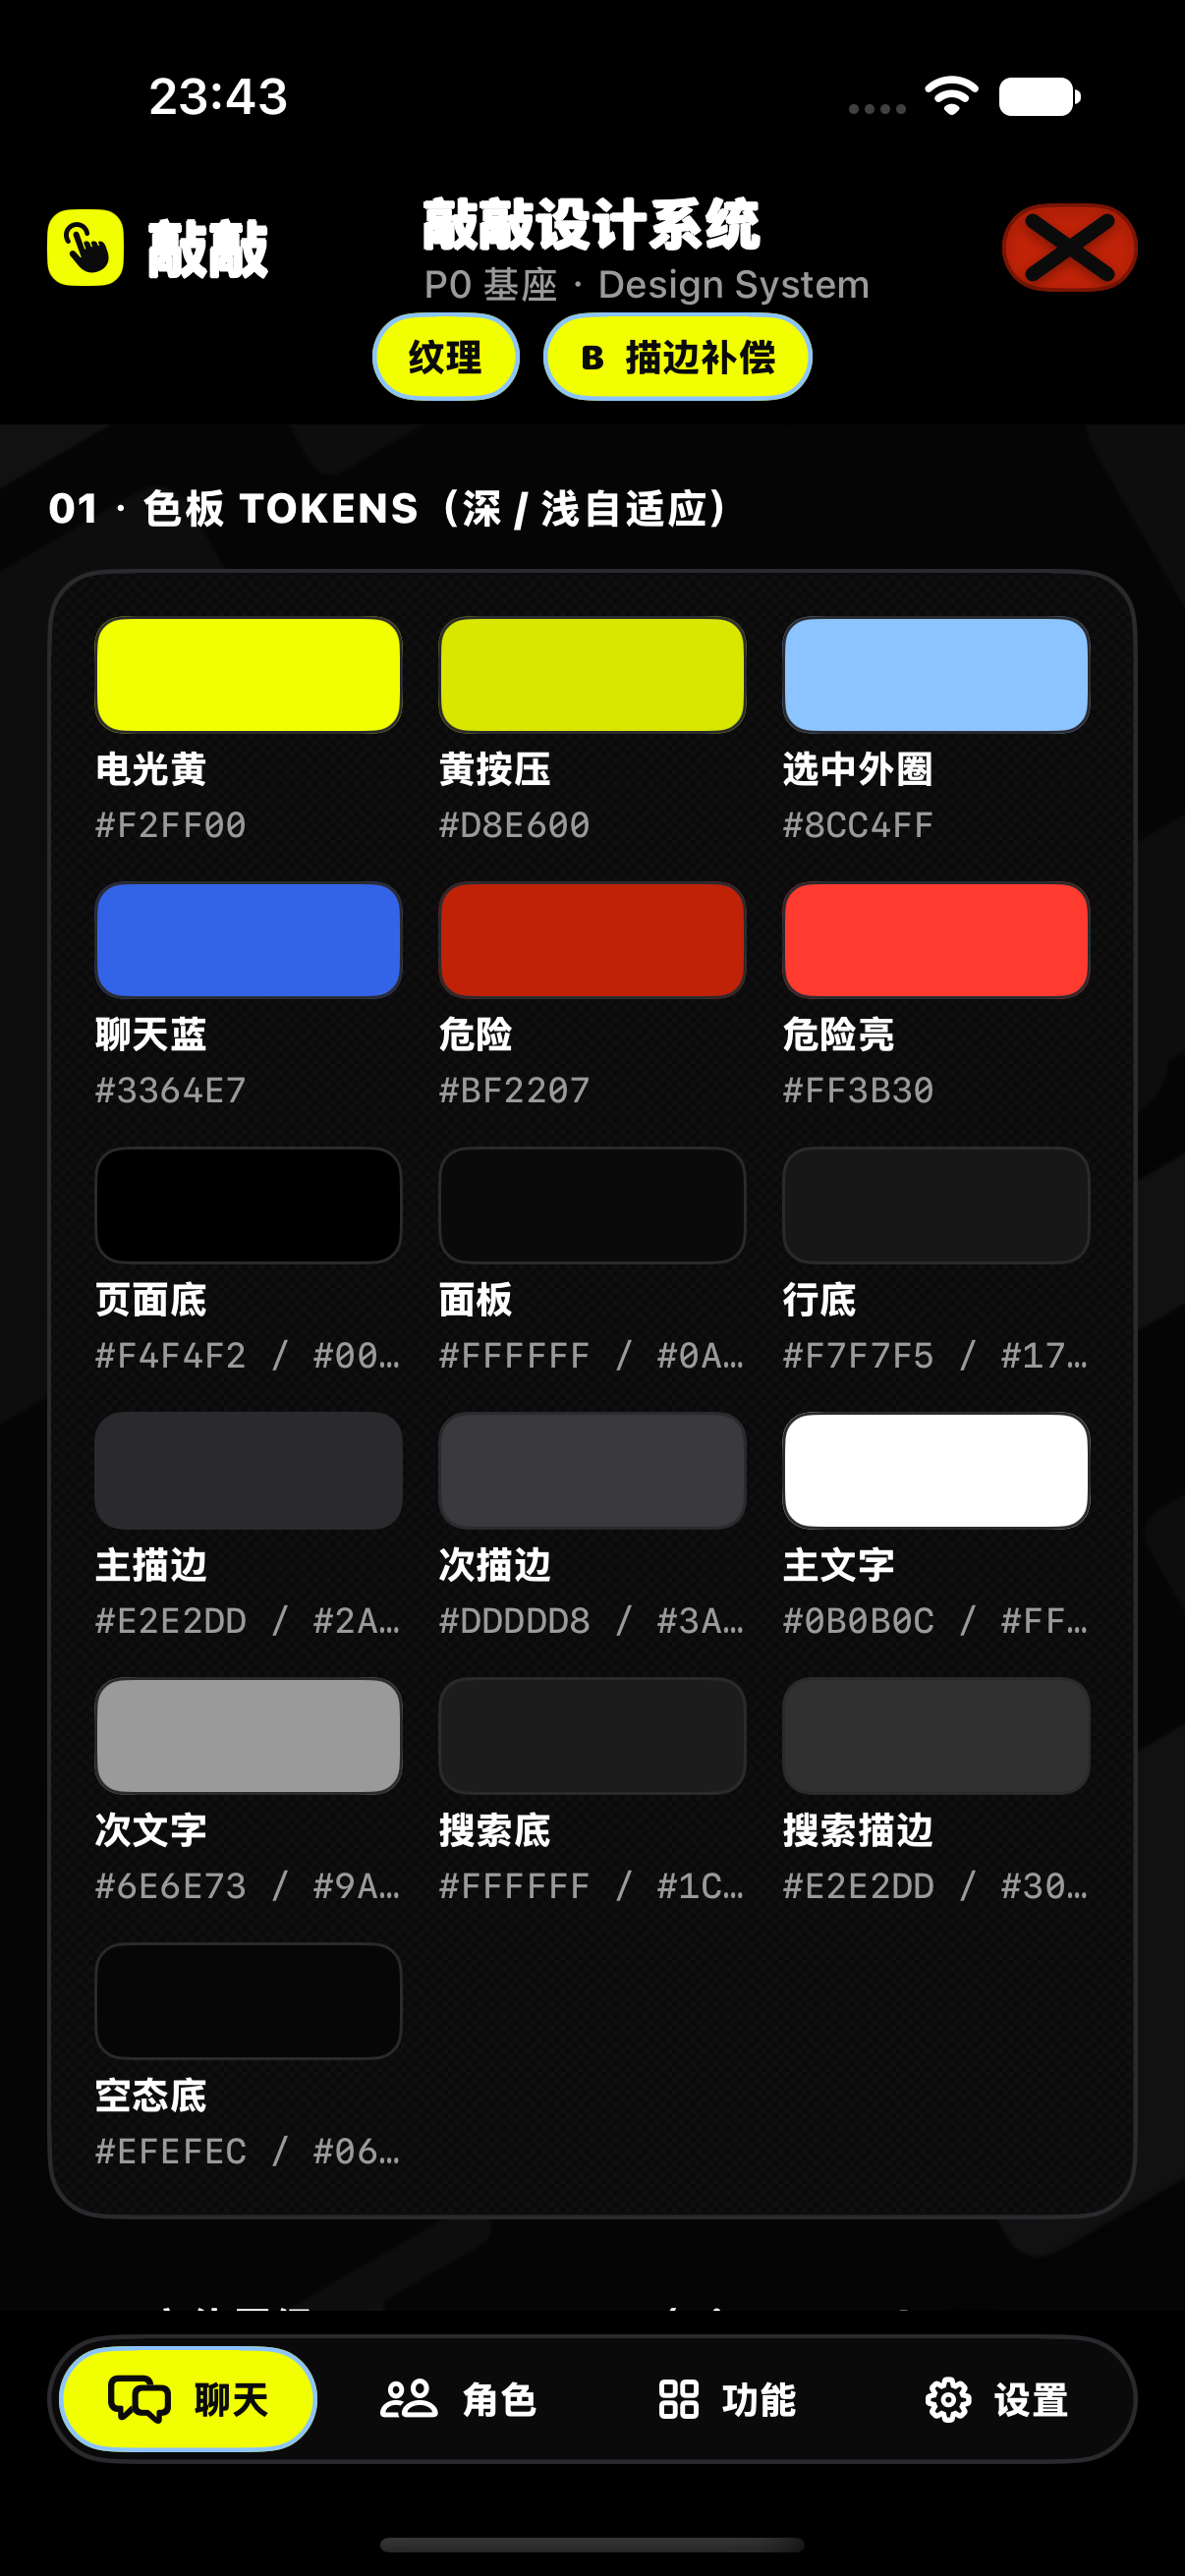 23:43
敲敲
敲敲设计系统
P0 基座 · Design System
纹理
B 描边补偿
01 · 色板 TOKENS（深 / 浅自适应）
电光黄 黄按压 选中外圈
#F2FF00 #D8E600 #8CC4FF
聊天蓝 危险 危险亮
#3364E7 #BF2207 #FF3B30
页面底 面板 行底
#F4F4F2 / #00… #FFFFFF / #0A… #F7F7F5 / #17…
主描边 次描边 主文字
#E2E2DD / #2A… #DDDDD8 / #3A… #0B0B0C / #FF…
次文字 搜索底 搜索描边
#6E6E73 / #9A… #FFFFFF / #1C… #E2E2DD / #30…
空态底
#EFEFEC / #06…
聊天 角色 功能 设置